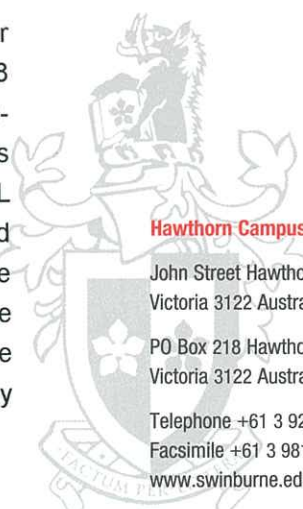 r
8
-
s
L
d
e
e
e
y
Hawthorn Campus
John Street Hawtho
Victoria 3122 Austra
PO Box 218 Hawtho
Victoria 3122 Austra
Telephone +61 3 92
Facsimile +61 3 981
www.swinburne.ed